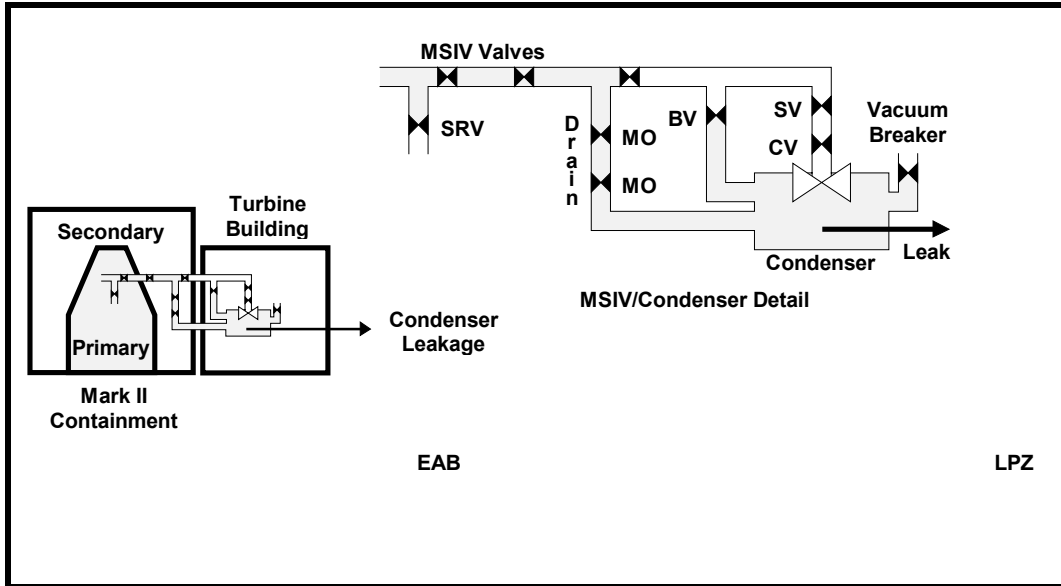 MSIV Valves
SRV
Drain
MO
MO
BV
SV
CV
Vacuum
Breaker
Leak
Condenser
MSIV/Condenser Detail
Turbine
Building
Secondary
Primary
Mark II
Containment
Condenser
Leakage
EAB
LPZ